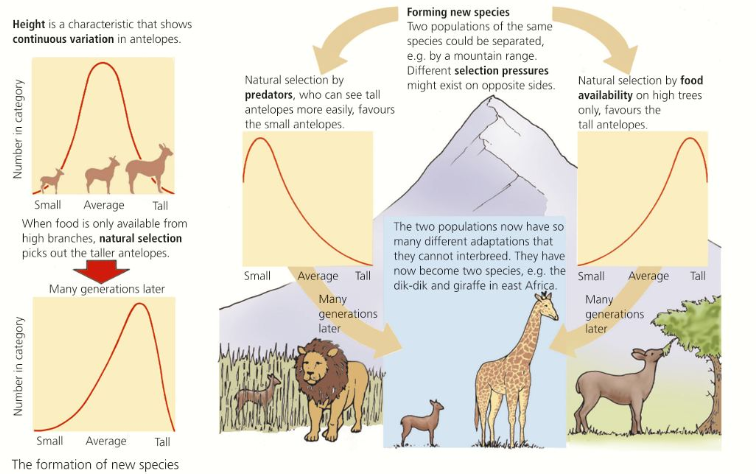 Height is a characteristic that shows
continuous variation in antelopes.
Number in category
Small Average Tall
When food is only available from
high branches, natural selection
picks out the taller antelopes.
Many generations later
Number in category
Small Average Tall
The formation of new species
Forming new species
Two populations of the same
species could be separated,
e.g. by a mountain range.
Different selection pressures
might exist on opposite sides.
Natural selection by
predators, who can see tall
antelopes more easily, favours
the small antelopes.
Small Average Tall
Many
generations
later
Natural selection by food
availability on high trees
only, favours the
tall antelopes.
Small Average Tall
Many
generations
later
The two populations now have so
many different adaptations that
they cannot interbreed. They have
now become two species, e.g. the
dik-dik and giraffe in east Africa.